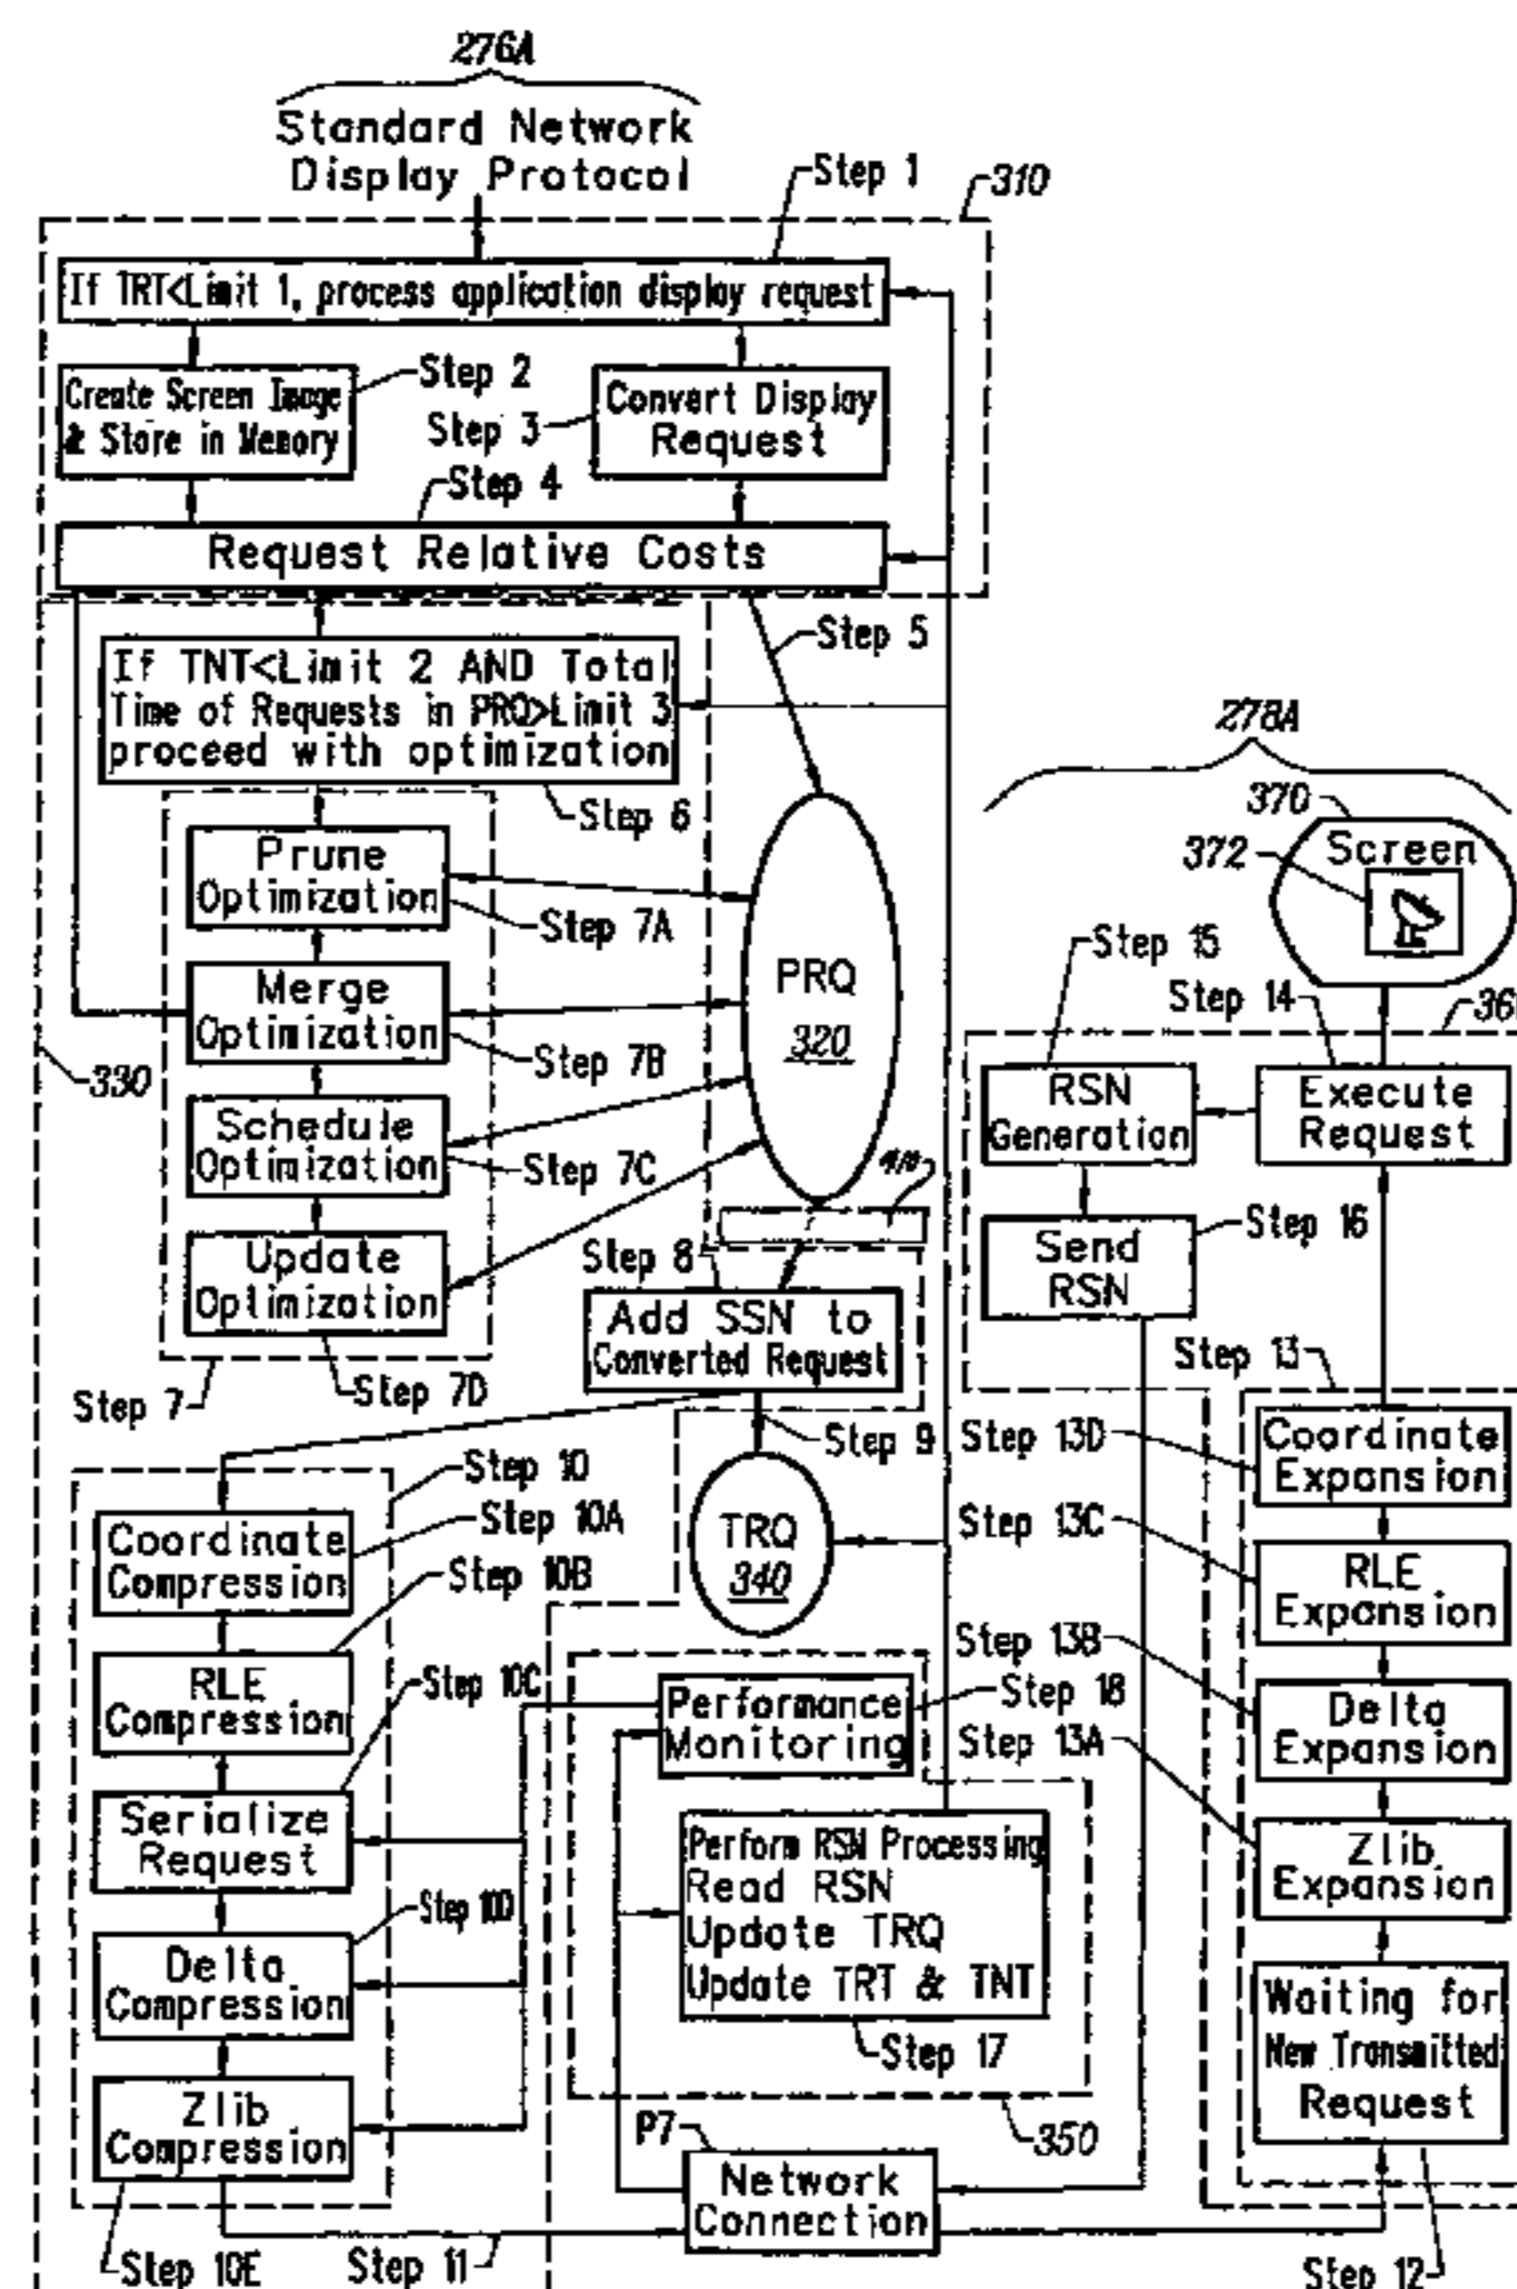 276A
Standard Network
Display Protocol
Step 1
310
If TRT<Limit 1, process application display request
Create Screen Image
& Store in Memory
Step 2
Step 3
Convert Display
Request
Step 4
Request Relative Costs
Step 5
If TNT<Limit 2 AND Total
Time of Requests in PRQ>Limit 3
proceed with optimization
Step 6
278A
370
372
Screen
Prune
Optimization
Step 7A
Merge
Optimization
Step 7B
330
Schedule
Optimization
Step 7C
Update
Optimization
Step 7D
Step 7
PRQ
320
Step 15
Step 14
RSN
Generation
Execute
Request
Send
RSN
Step 16
Step 8
Add SSN to
Converted Request
Step 9
Step 13
Step 13D
Coordinate
Expansion
Step 10
Step 10A
Coordinate
Compression
Step 10B
RLE
Compression
Step 10C
Serialize
Request
Step 10D
Delta
Compression
Zlib
Compression
Step 10E
TRQ
340
Step 13C
RLE
Expansion
Step 13B
Delta
Expansion
Step 13A
Zlib
Expansion
Performance
Monitoring
Step 18
Perform RSN Processing
Read RSN
Update TRQ
Update TRT & TNT
Step 17
350
Waiting for
New Transmitted
Request
P7
Network
Connection
Step 11
Step 12